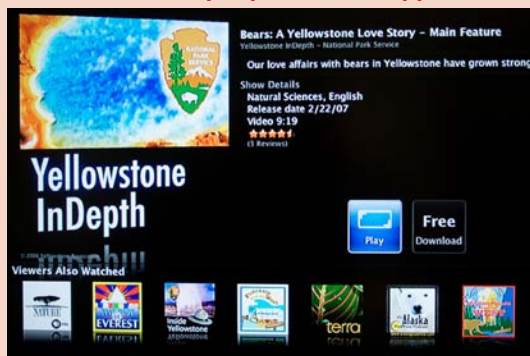 NATIONAL
PARK
SERVICE
Bears: A Yellowstone Love Story – Main Feature
Yellowstone InDepth – National Park Service
Our love affairs with bears in Yellowstone have grown strong
Show Details
Natural Sciences, English
Release date 2/22/07
Video 9:19
(3 Reviews)
Yellowstone
InDepth
Play
Free
Download
Viewers Also Watched
NATURE
PBS
EVEREST
Inside
Yellowstone
terra
Alaska